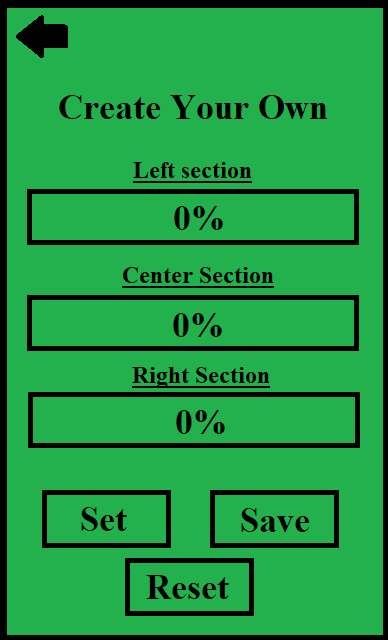 Create Your Own
Left section
0%
Center Section
0%
Right Section
0%
Set Save
Reset